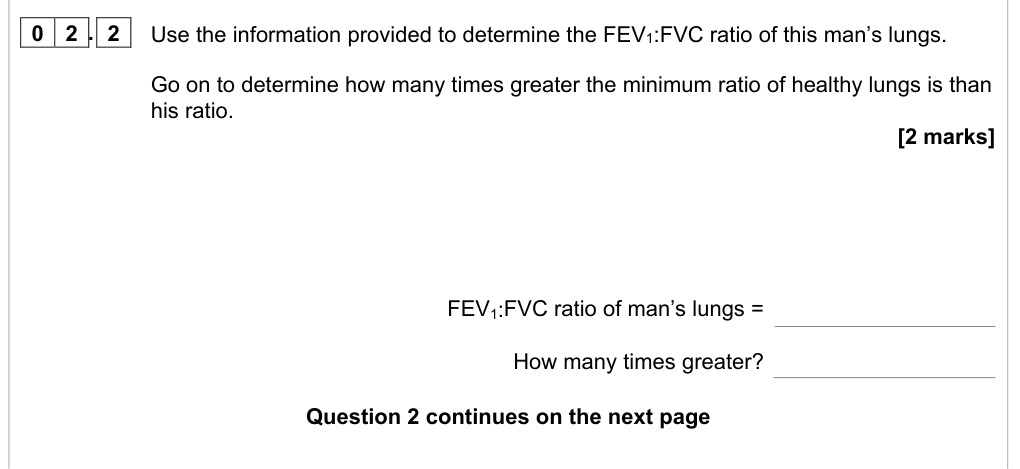 0 2 . 2 Use the information provided to determine the FEV₁:FVC ratio of this man’s lungs.
Go on to determine how many times greater the minimum ratio of healthy lungs is than
his ratio.
[2 marks]
FEV₁:FVC ratio of man’s lungs =
How many times greater?
Question 2 continues on the next page